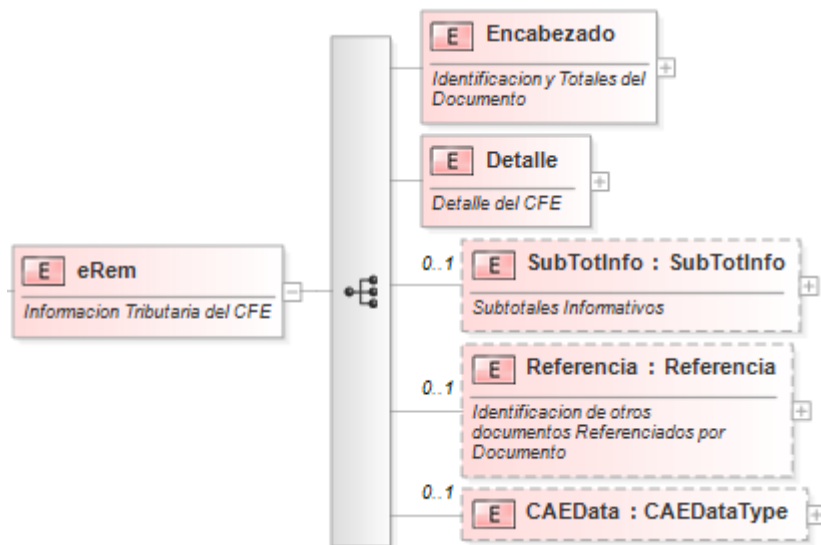 E Encabezado
Identificacion y Totales del
Documento
E Detalle
Detalle del CFE
E eRem
Informacion Tributaria del CFE
0..1
E SubTotInfo : SubTotInfo
Subtotales Informativos
0..1
E Referencia : Referencia
Identificacion de otros
documentos Referenciados por
Documento
0..1
E CAEData : CAEDataType